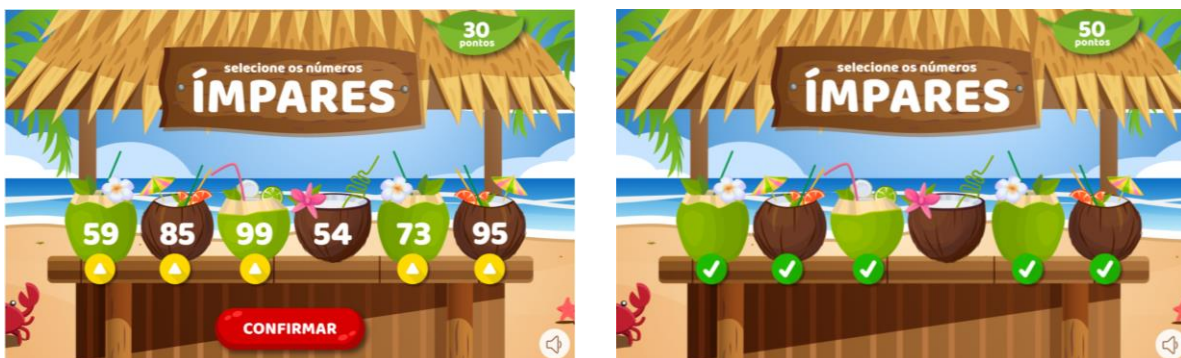 30
pontos
selecione os números
ÍMPARES
59 85 99 54 73 95
CONFIRMAR
50
pontos
selecione os números
ÍMPARES